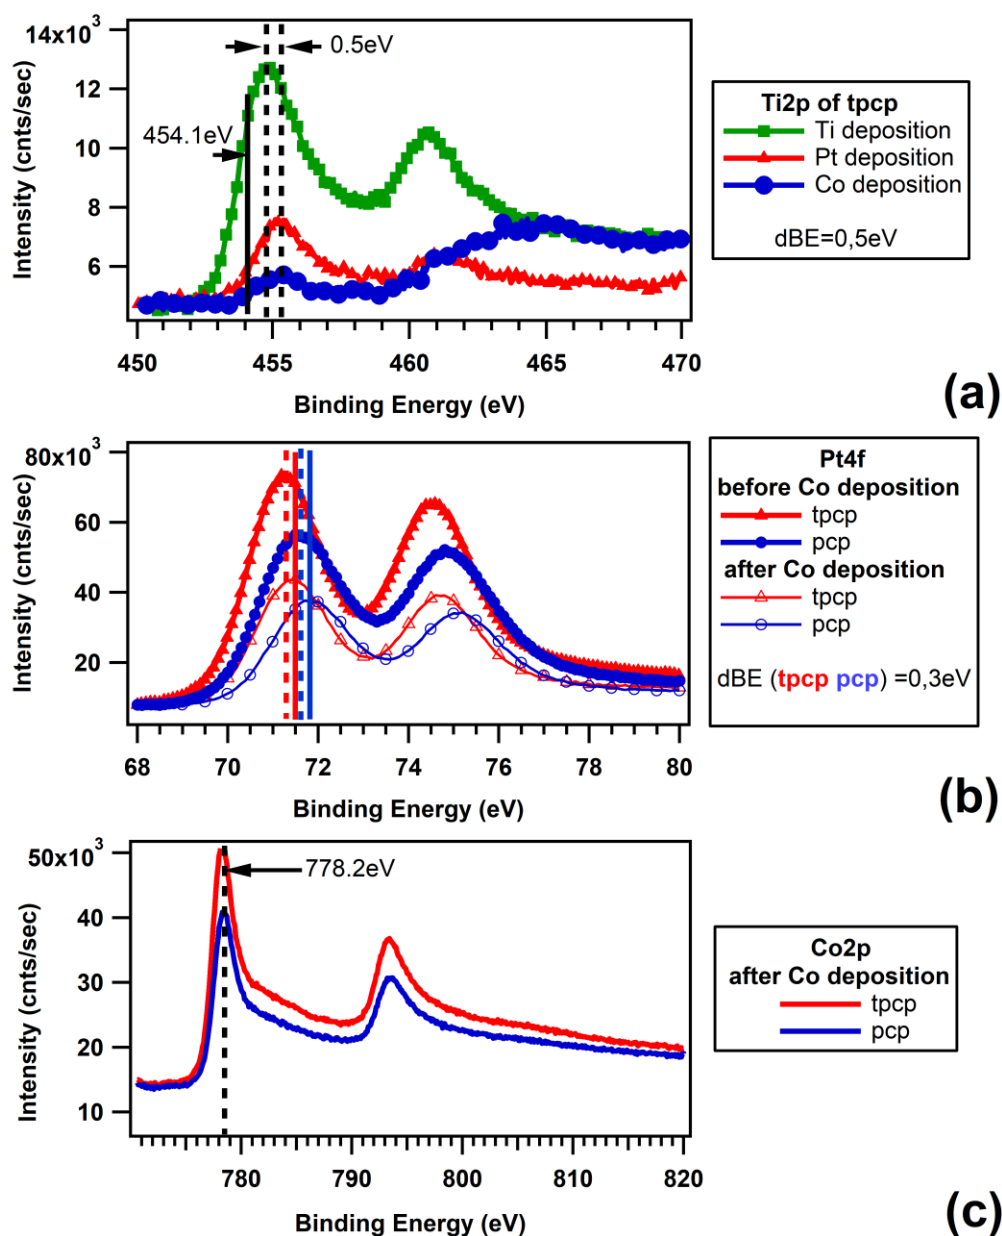 14x10³
12
10
8
6
Intensity (cnts/sec)
0.5eV
454.1eV
450
455
460
465
470
Binding Energy (eV)
Ti2p of tpcp
Ti deposition
Pt deposition
Co deposition
dBE=0,5eV
(a)
80x10³
60
40
20
Intensity (cnts/sec)
68
70
72
74
76
78
80
Binding Energy (eV)
Pt4f
before Co deposition
tpcp
pcp
after Co deposition
tpcp
pcp
dBE (tpcp pcp) =0,3eV
(b)
50x10³
40
30
20
10
Intensity (cnts/sec)
778.2eV
780
790
800
810
820
Binding Energy (eV)
Co2p
after Co deposition
tpcp
pcp
(c)